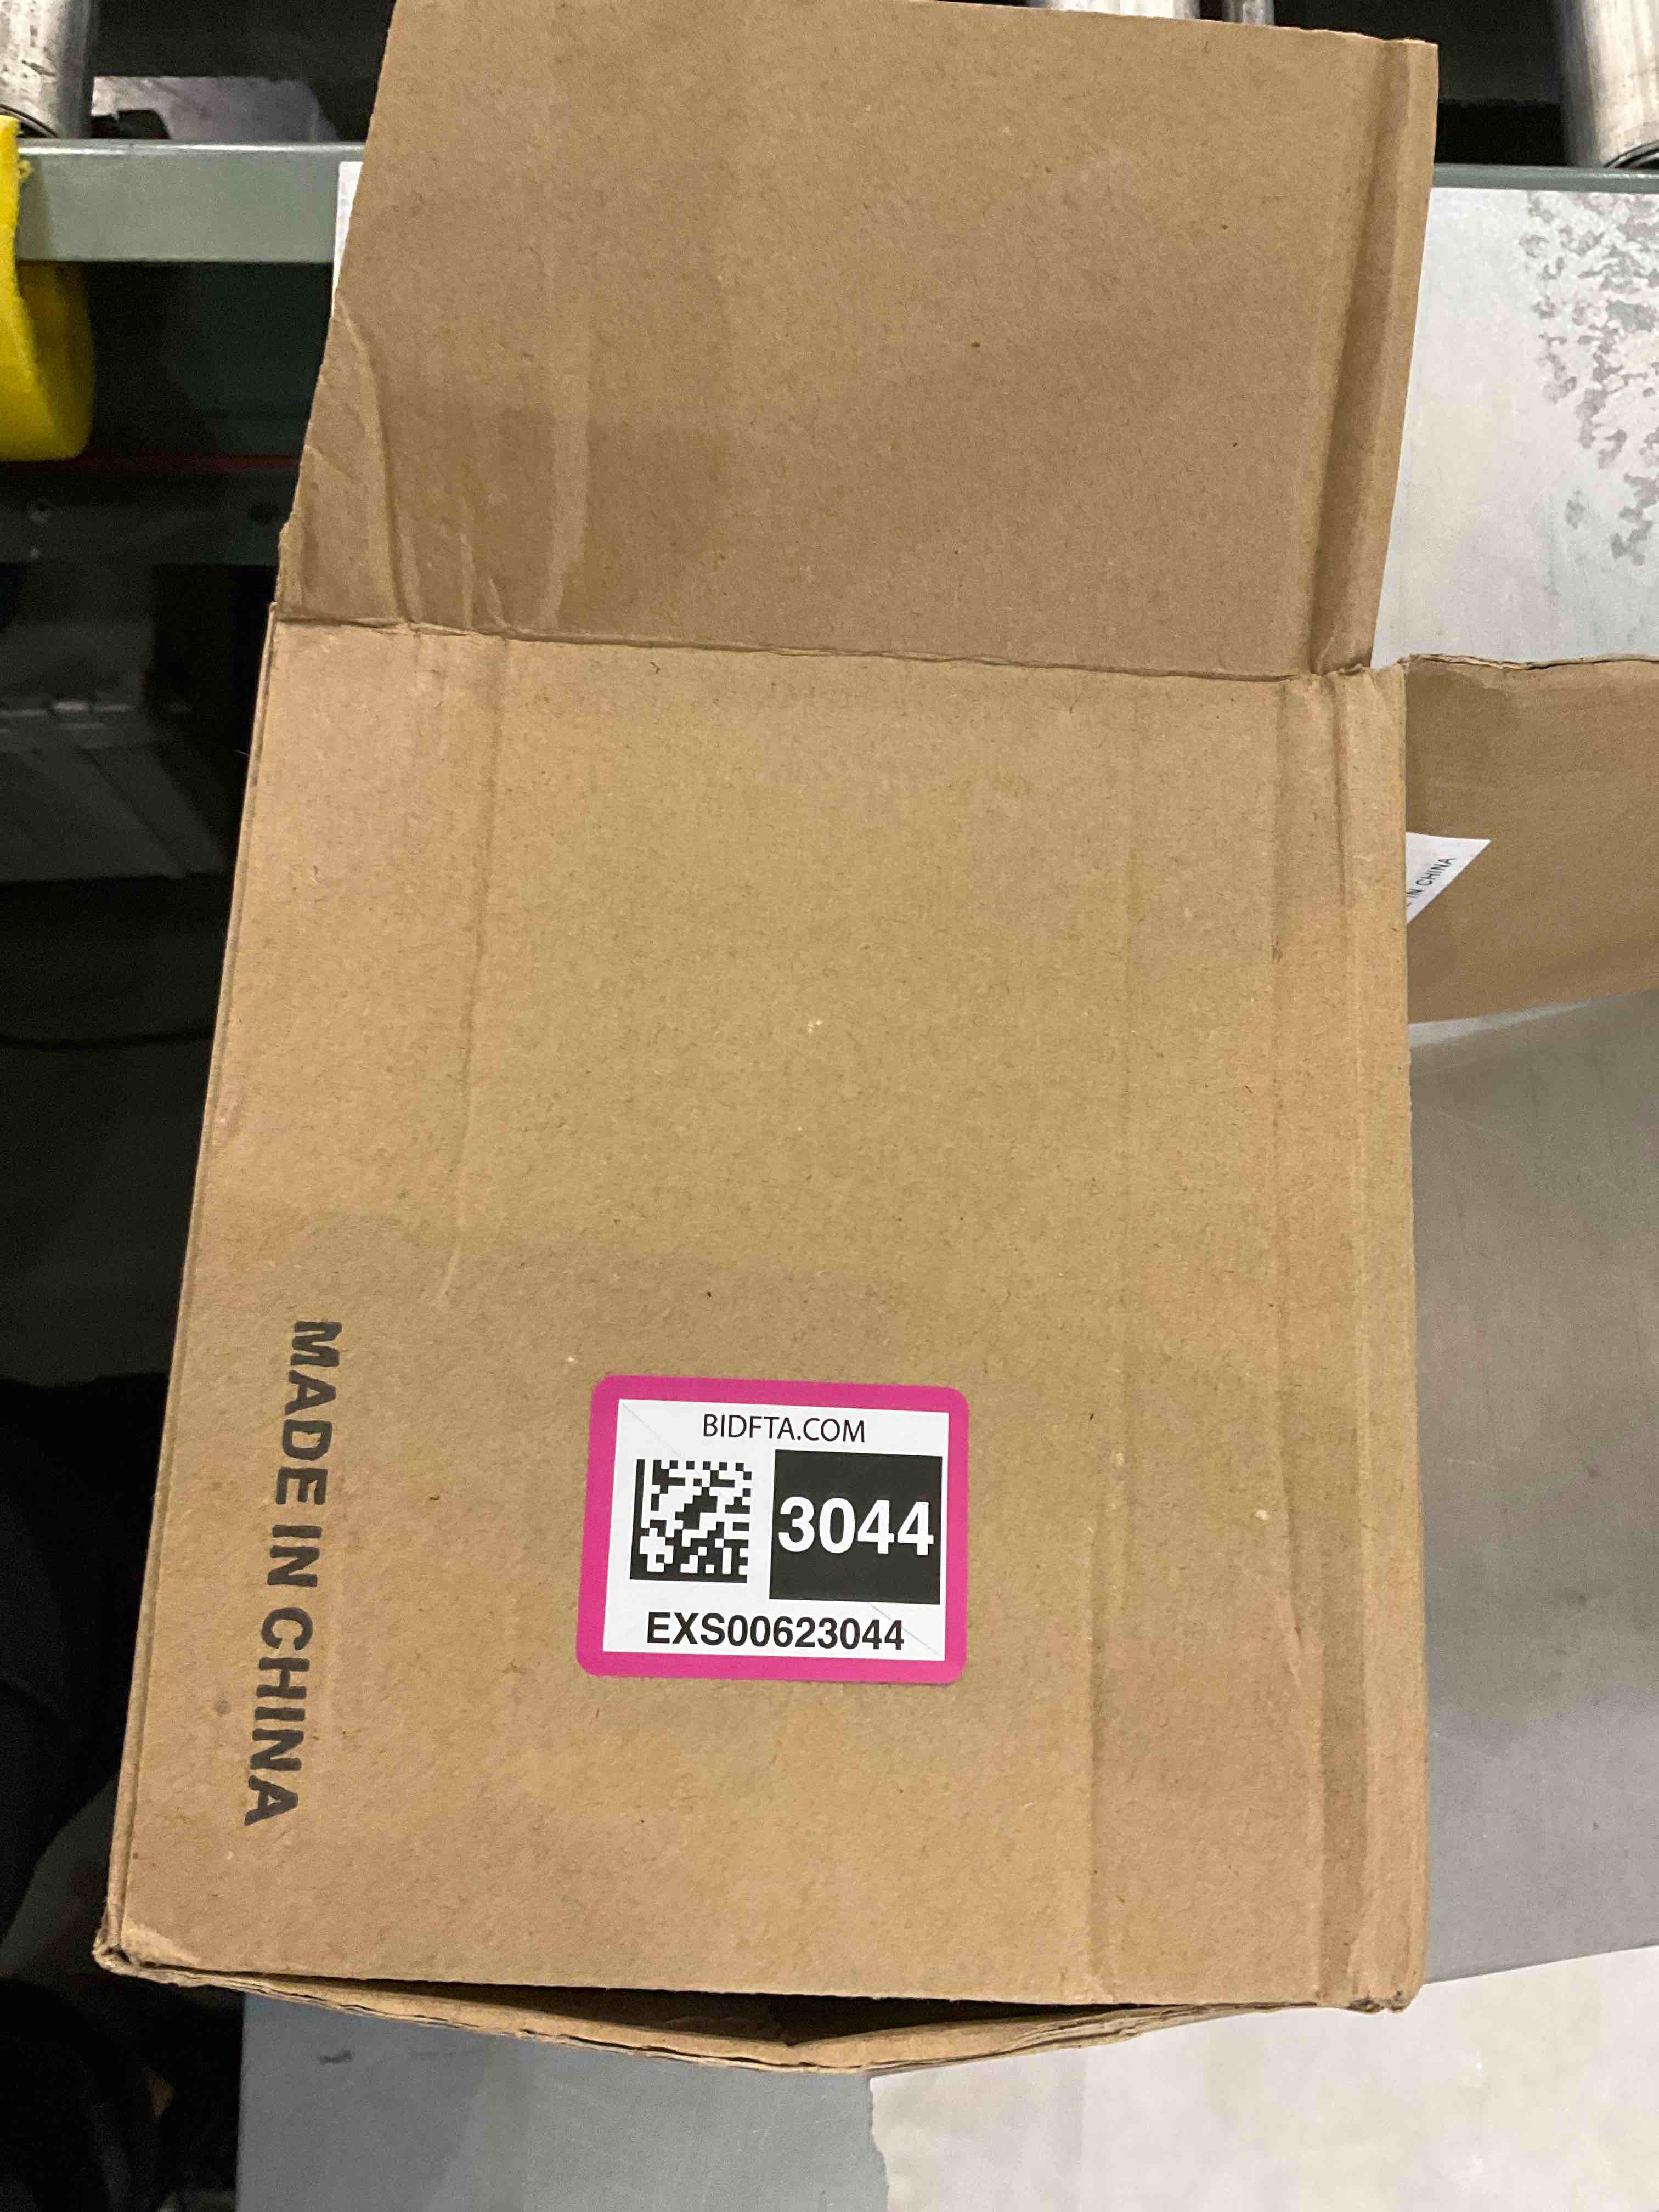 IN CHINA
MADE IN CHINA
BIDFTA.COM
3044
EXS00623044